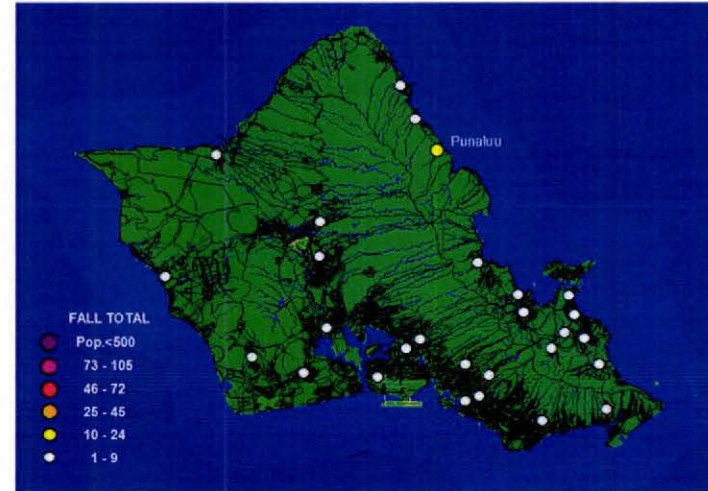 Punaluu
FALL TOTAL
Pop.<500
73 - 105
46 - 72
25 - 45
10 - 24
1 - 9